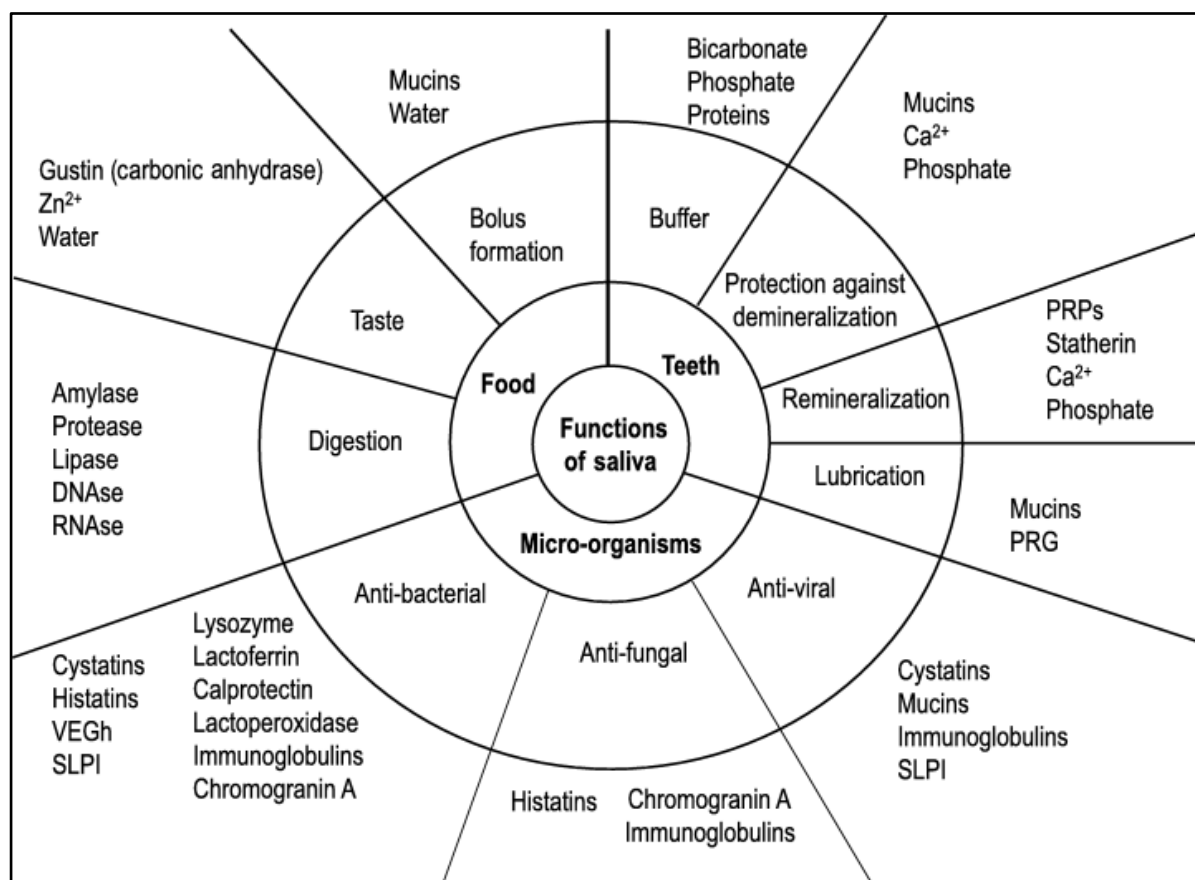 Functions
of saliva
Food
Teeth
Micro-organisms
Bolus
formation
Mucins
Water
Taste
Gustin (carbonic anhydrase)
Zn²⁺
Water
Digestion
Amylase
Protease
Lipase
DNAse
RNAse
Buffer
Bicarbonate
Phosphate
Proteins
Protection against
demineralization
Mucins
Ca²⁺
Phosphate
Remineralization
PRPs
Statherin
Ca²⁺
Phosphate
Lubrication
Mucins
PRG
Anti-viral
Cystatins
Mucins
Immunoglobulins
SLPI
Anti-fungal
Histatins
Chromogranin A
Immunoglobulins
Anti-bacterial
Cystatins
Histatins
VEGh
SLPI
Lysozyme
Lactoferrin
Calprotectin
Lactoperoxidase
Immunoglobulins
Chromogranin A